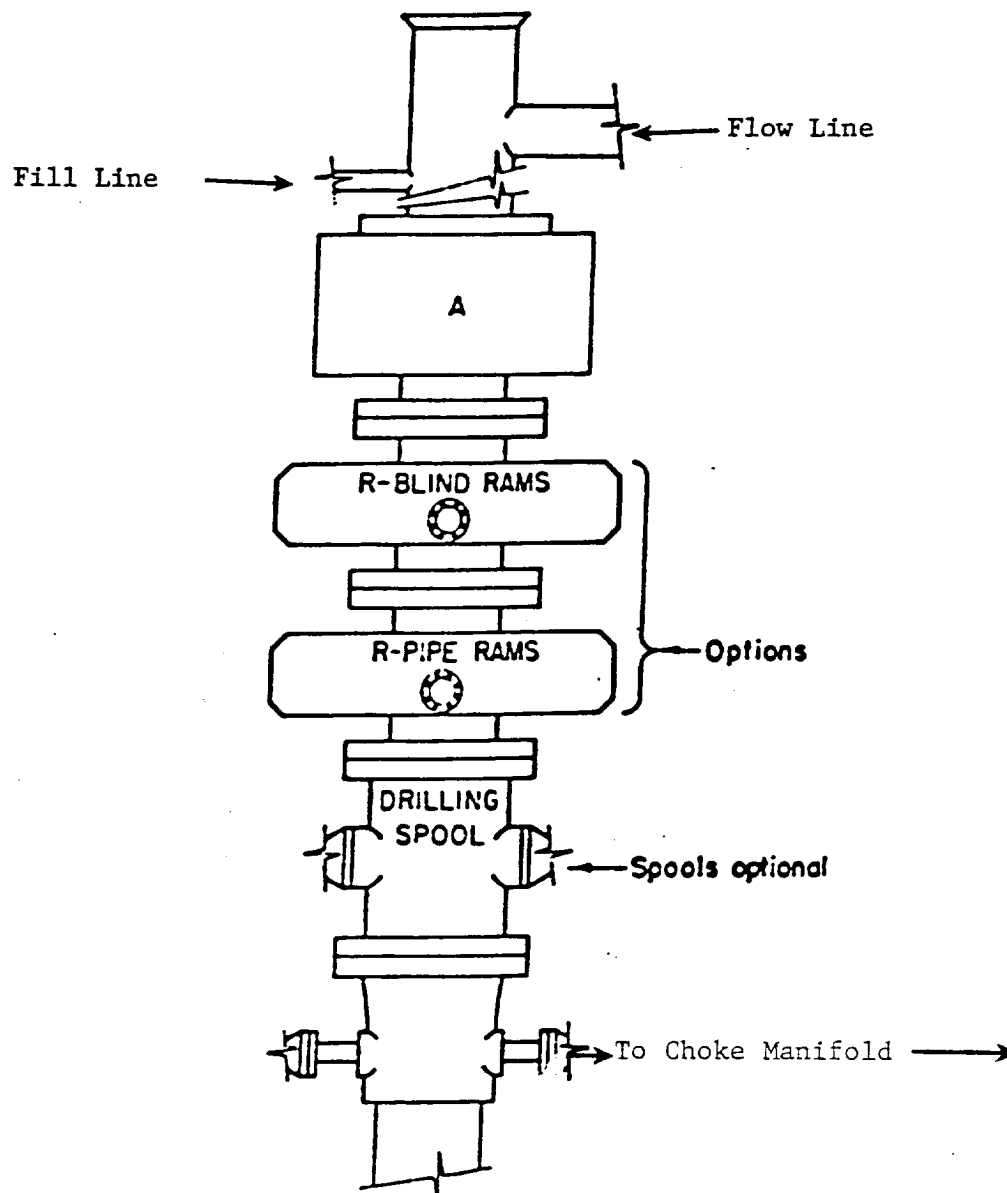 Flow Line
Fill Line
A
R-BLIND RAMS
R-PIPE RAMS
Options
DRILLING
SPOOL
Spools optional
To Choke Manifold